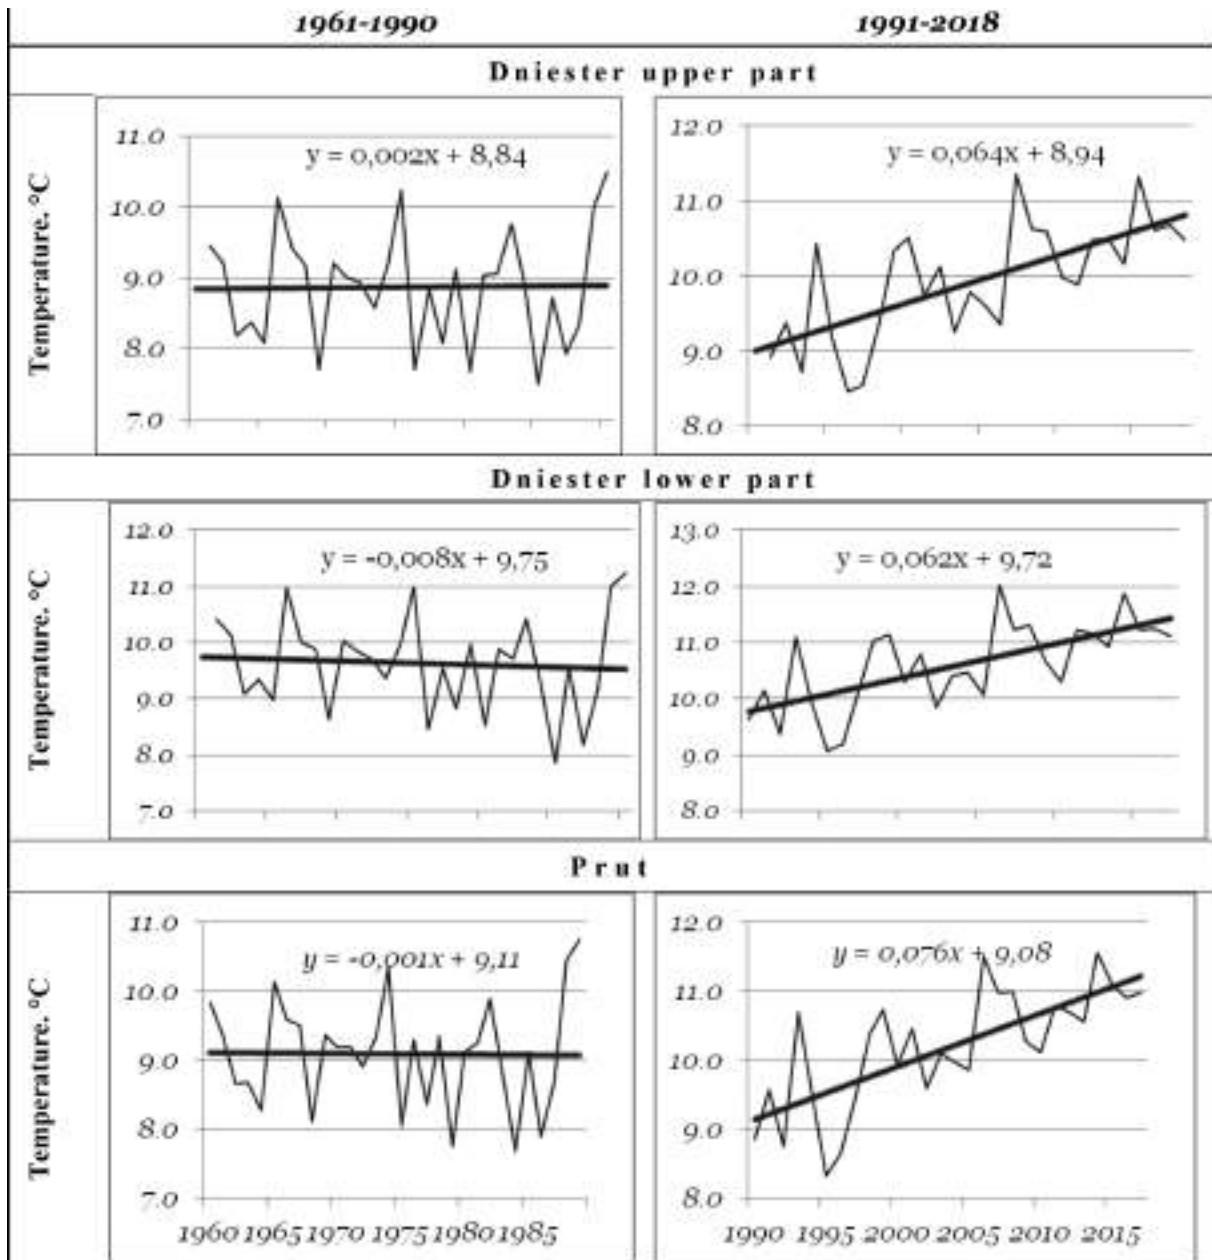 1961-1990 1991-2018
Dniester upper part
Temperature. °C
11.0
10.0
9.0
8.0
7.0
y = 0,002x + 8,84
12.0
11.0
10.0
9.0
8.0
y = 0,064x + 8,94
Dniester lower part
Temperature. °C
12.0
11.0
10.0
9.0
8.0
7.0
y = -0,008x + 9,75
13.0
12.0
11.0
10.0
9.0
8.0
y = 0,062x + 9,72
Prut
Temperature. °C
11.0
10.0
9.0
8.0
7.0
y = -0,001x + 9,11
1960 1965 1970 1975 1980 1985
12.0
11.0
10.0
9.0
8.0
y = 0,076x + 9,08
1990 1995 2000 2005 2010 2015